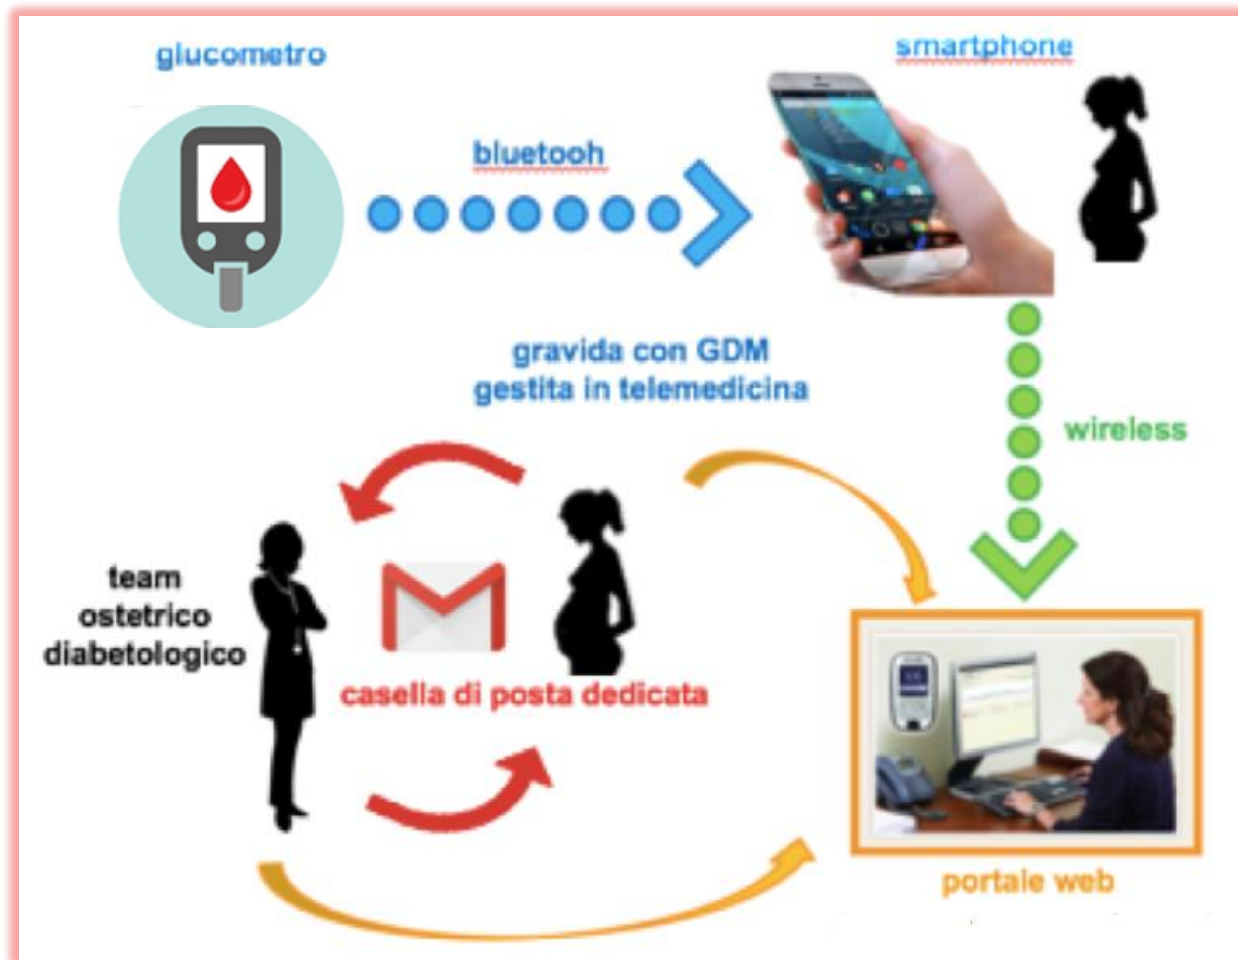 glucometro
smartphone
bluetooh
gravida con GDM
gestita in telemedicina
wireless
team
ostetrico
diabetologico
casella di posta dedicata
portale web